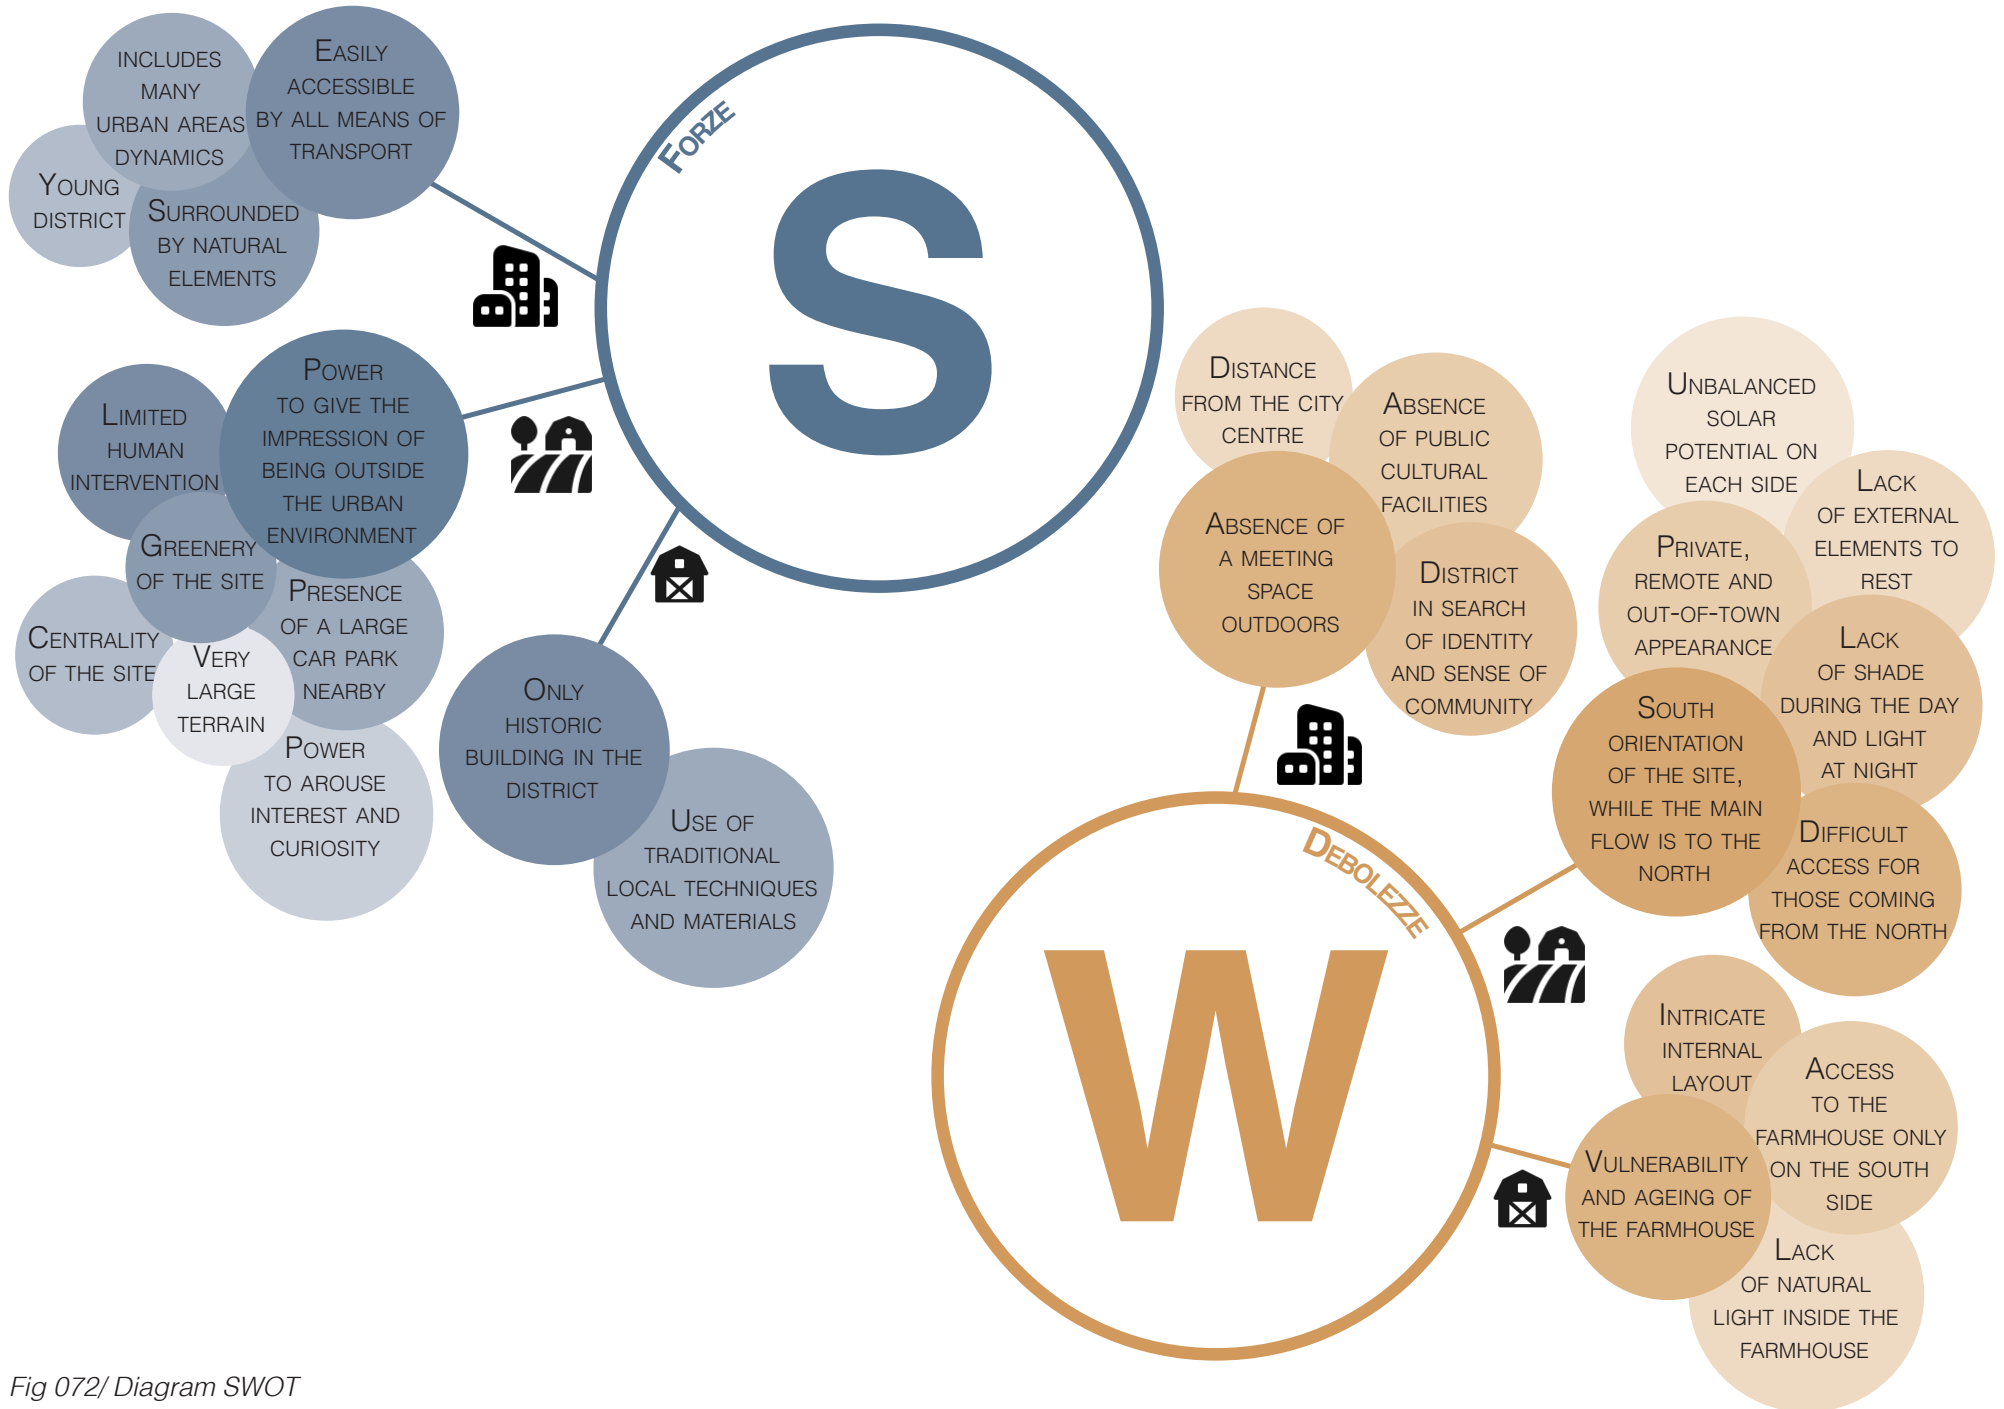 INCLUDES
MANY
URBAN AREAS
DYNAMICS
EASILY
ACCESSIBLE
BY ALL MEANS OF
TRANSPORT
YOUNG
DISTRICT
SURROUNDED
BY NATURAL
ELEMENTS
FORZE
S
LIMITED
HUMAN
INTERVENTION
POWER
TO GIVE THE
IMPRESSION OF
BEING OUTSIDE
THE URBAN
ENVIRONMENT
GREENERY
OF THE SITE
CENTRALITY
OF THE SITE
VERY
LARGE
TERRAIN
PRESENCE
OF A LARGE
CAR PARK
NEARBY
POWER
TO AROUSE
INTEREST AND
CURIOSITY
ONLY
HISTORIC
BUILDING IN THE
DISTRICT
USE OF
TRADITIONAL
LOCAL TECHNIQUES
AND MATERIALS
DISTANCE
FROM THE CITY
CENTRE
ABSENCE
OF PUBLIC
CULTURAL
FACILITIES
ABSENCE OF
A MEETING
SPACE
OUTDOORS
DISTRICT
IN SEARCH
OF IDENTITY
AND SENSE OF
COMMUNITY
UNBALANCED
SOLAR
POTENTIAL ON
EACH SIDE
LACK
OF EXTERNAL
ELEMENTS TO
REST
PRIVATE,
REMOTE AND
OUT-OF-TOWN
APPEARANCE
LACK
OF SHADE
DURING THE DAY
AND LIGHT
AT NIGHT
SOUTH
ORIENTATION
OF THE SITE,
WHILE THE MAIN
FLOW IS TO THE
NORTH
DIFFICULT
ACCESS FOR
THOSE COMING
FROM THE NORTH
DEBOLEZZE
W
INTRICATE
INTERNAL
LAYOUT
ACCESS
TO THE
FARMHOUSE ONLY
ON THE SOUTH
SIDE
VULNERABILITY
AND AGEING OF
THE FARMHOUSE
LACK
OF NATURAL
LIGHT INSIDE THE
FARMHOUSE
Fig 072/ Diagram SWOT